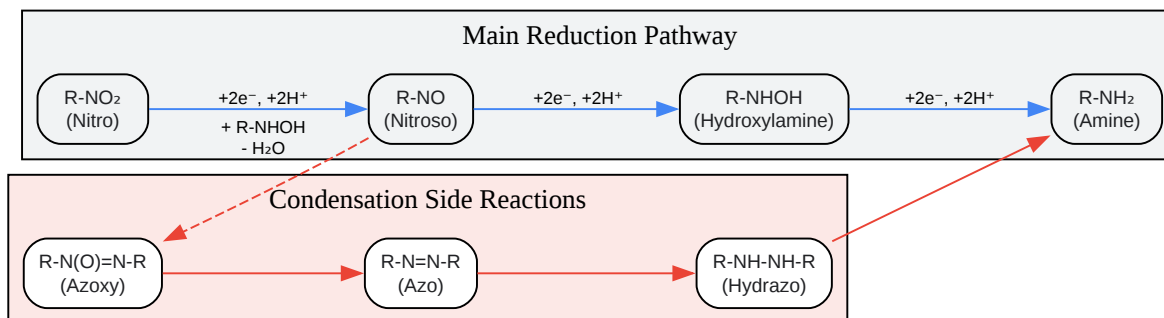 Main Reduction Pathway
R-NO₂
(Nitro)
+2e⁻, +2H⁺
+ R-NHOH
- H₂O
R-NO
(Nitroso)
+2e⁻, +2H⁺
R-NHOH
(Hydroxylamine)
+2e⁻, +2H⁺
R-NH₂
(Amine)
Condensation Side Reactions
R-N(O)=N-R
(Azoxy)
R-N=N-R
(Azo)
R-NH-NH-R
(Hydrazo)